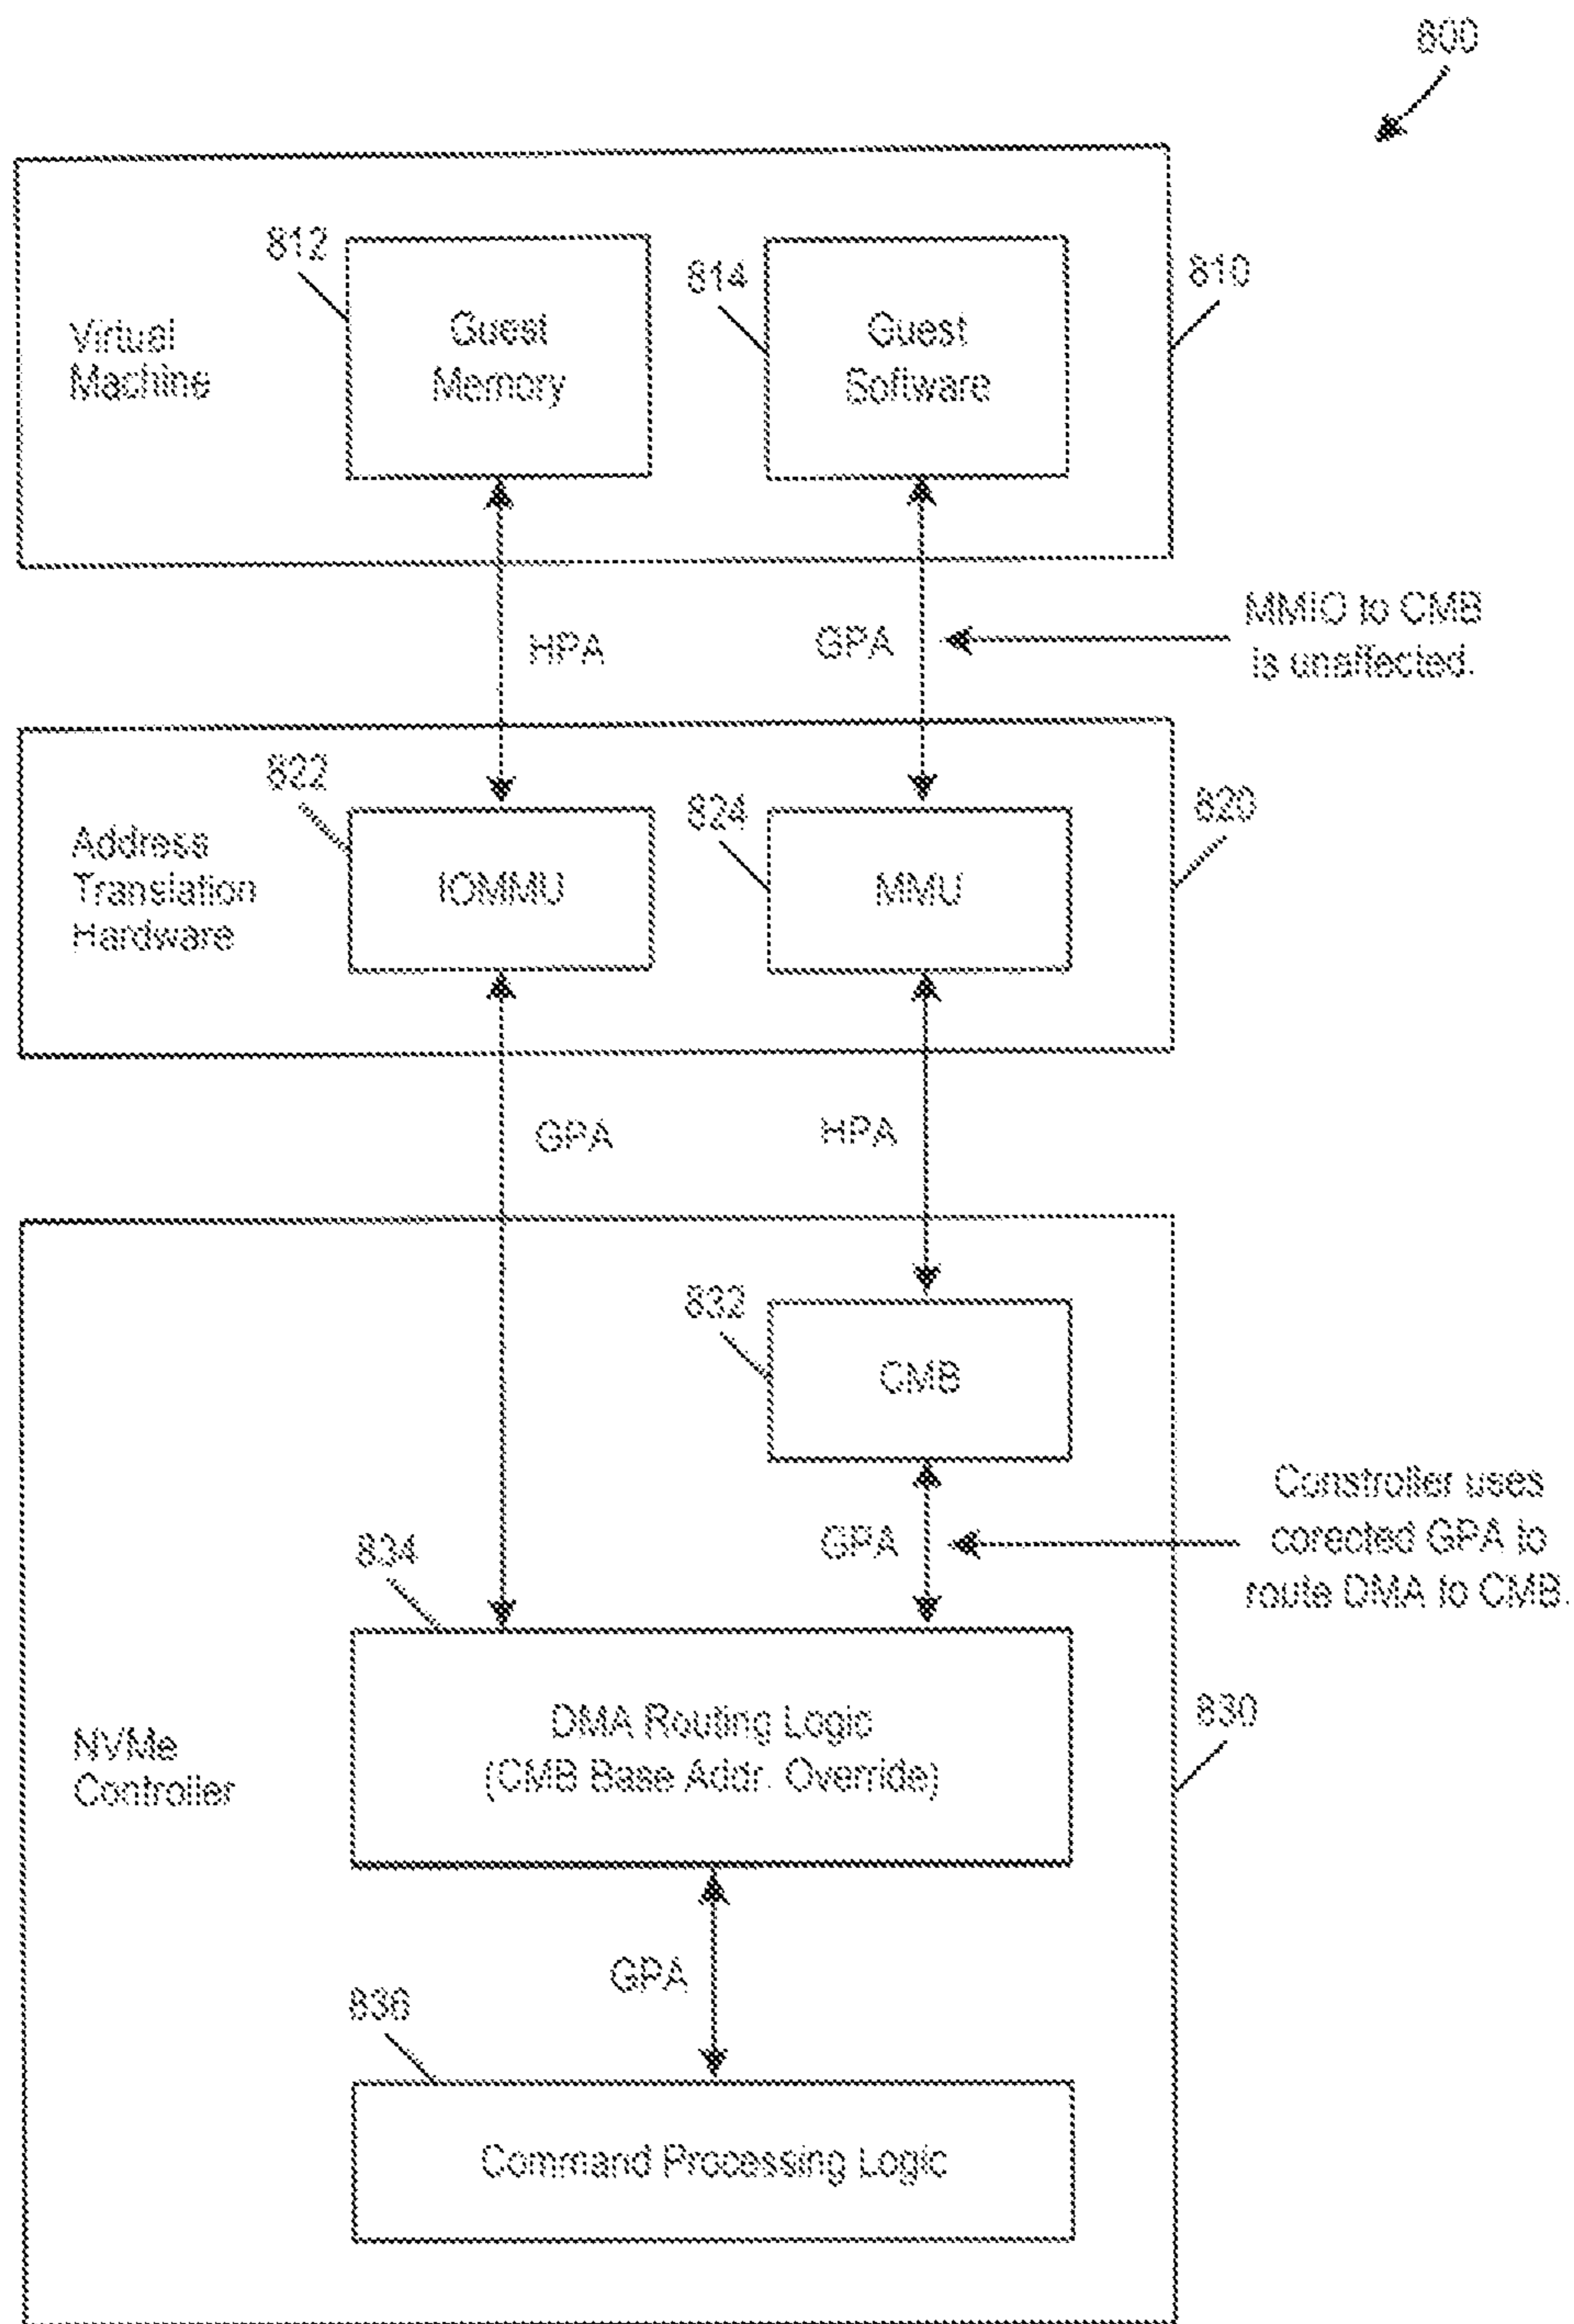 800
812
814
810
Virtual
Machine
Guest
Memory
Guest
Software
HPA
GPA
MMIO to CMB
is unaffected.
822
824
820
Address
Translation
Hardware
IOMMU
MMU
GPA
HPA
832
CMB
834
GPA
Constroller uses
corected GPA to
route DMA to CMB.
830
NVMe
Controller
DMA Routing Logic
(CMB Base Addr. Override)
GPA
836
Command Processing Logic